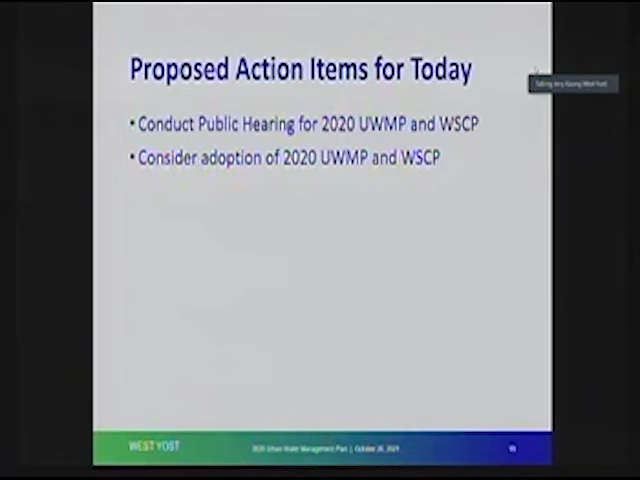 Proposed Action Items for Today
• Conduct Public Hearing for 2020 UWMP and WSCP
• Consider adoption of 2020 UWMP and WSCP
WEST YOST
2020 Urban Water Management Plan | October 26, 2021